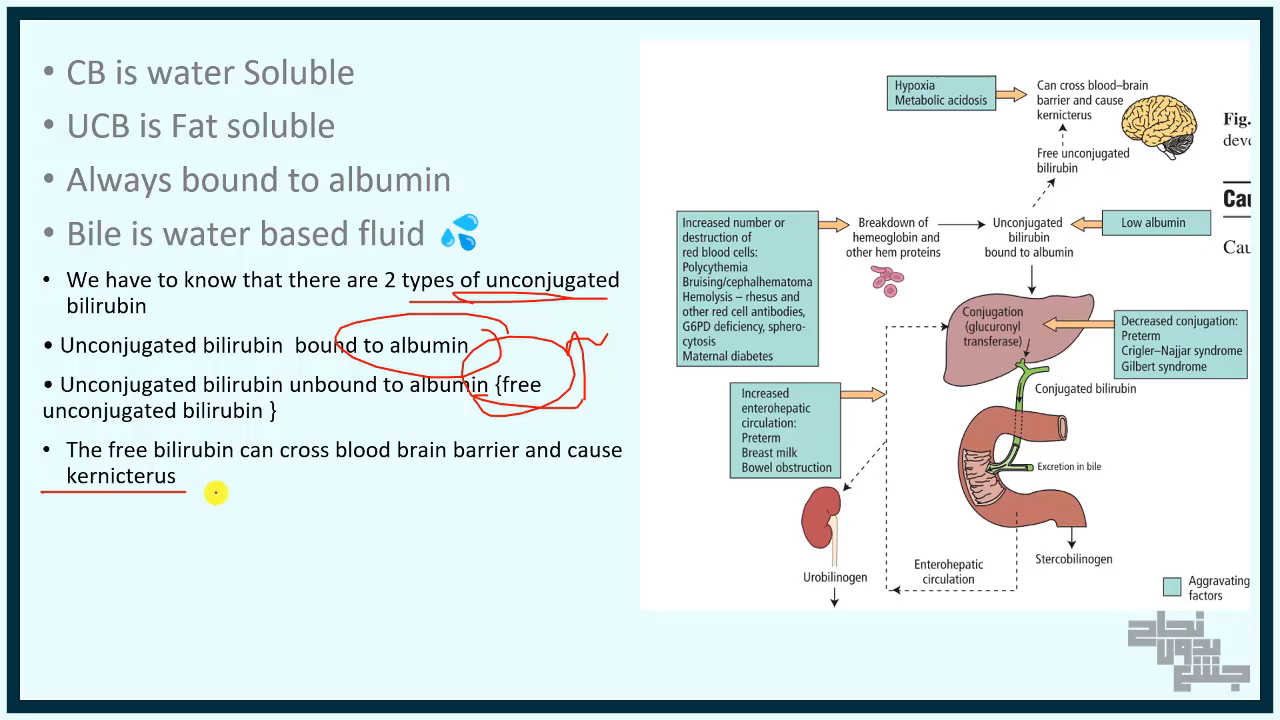 • CB is water Soluble
• UCB is Fat soluble
• Always bound to albumin
• Bile is water based fluid 💦
• We have to know that there are 2 types of unconjugated
bilirubin
• Unconjugated bilirubin bound to albumin
• Unconjugated bilirubin unbound to albumin {free
unconjugated bilirubin }
• The free bilirubin can cross blood brain barrier and cause
kernicterus
Hypoxia
Metabolic acidosis
Can cross blood–brain
barrier and cause
kernicterus
Free unconjugated
bilirubin
Increased number or
destruction of
red blood cells:
Polycythemia
Bruising/cephalhematoma
Hemolysis – rhesus and
other red cell antibodies,
G6PD deficiency, sphero-
cytosis
Maternal diabetes
Breakdown of
hemeoglobin and
other hem proteins
Unconjugated
bilirubin
bound to albumin
Low albumin
Conjugation
(glucuronyl
transferase)
Decreased conjugation:
Preterm
Crigler–Najjar syndrome
Gilbert syndrome
Conjugated bilirubin
Increased
enterohepatic
circulation:
Preterm
Breast milk
Bowel obstruction
Excretion in bile
Urobilinogen
Enterohepatic
circulation
Stercobilinogen
Aggravating
factors
Fig.
deve
Cau
Cau
نجاح
بدون
جشع